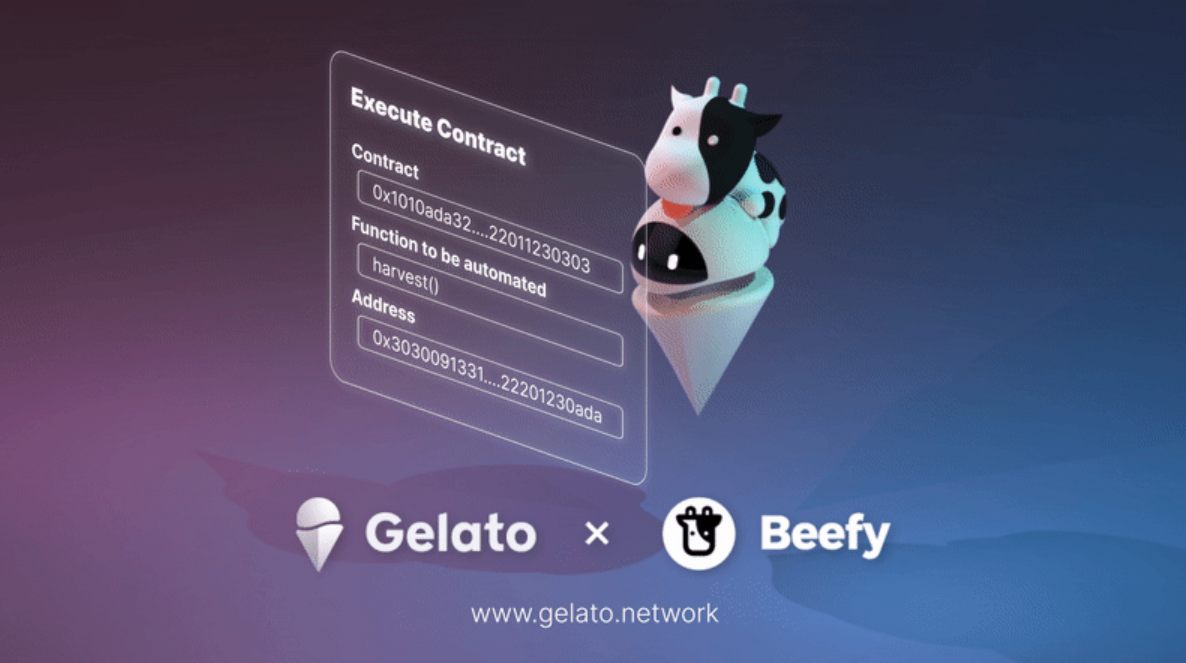 Execute Contract
Contract
0x1010ada32....22011230303
Function to be automated
harvest()
Address
0x3030091331....22201230ada
Gelato × Beefy
www.gelato.network